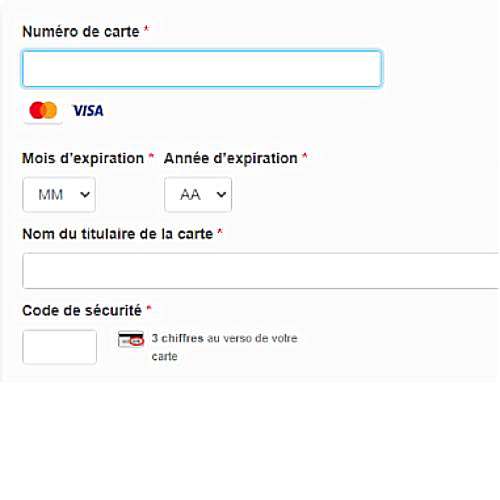 Numéro de carte *
VISA
Mois d'expiration * Année d'expiration *
MM AA
Nom du titulaire de la carte *
Code de sécurité *
3 chiffres au verso de votre
carte